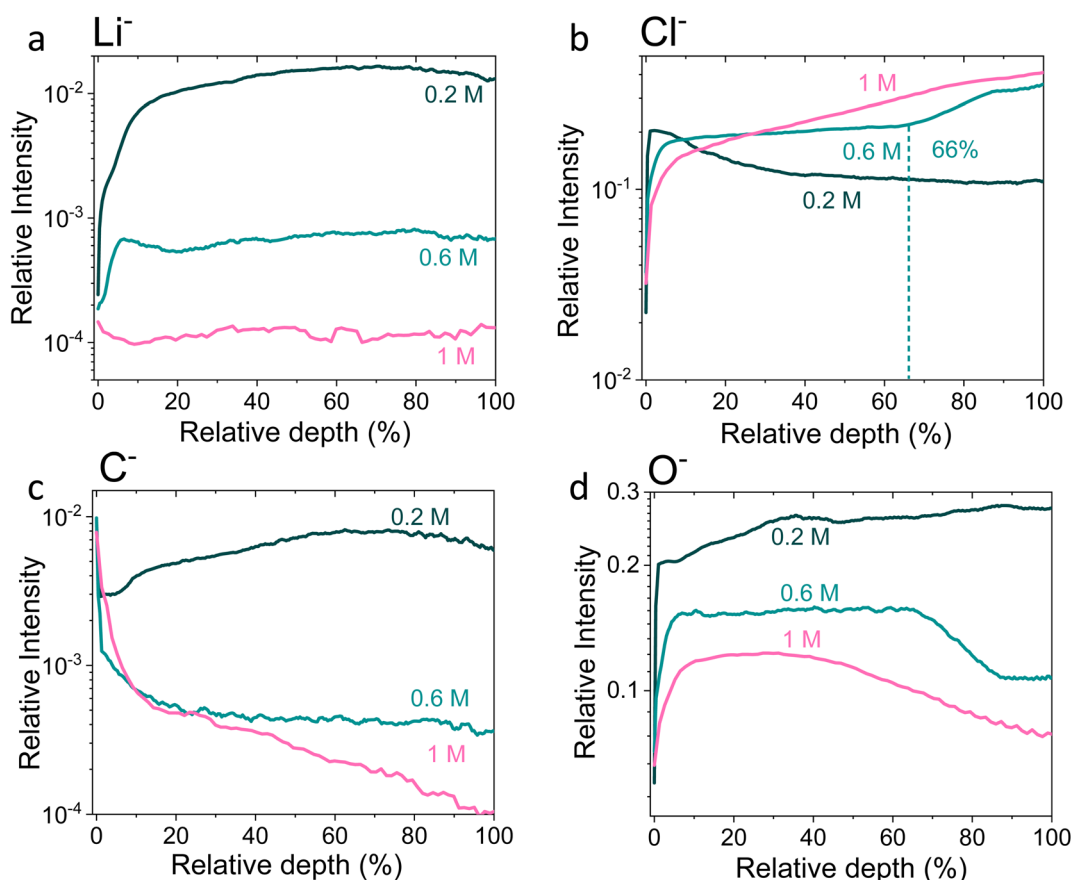 a Li⁻
Relative Intensity
10⁻²
10⁻³
10⁻⁴
0.2 M
0.6 M
1 M
0 20 40 60 80 100
Relative depth (%)
b Cl⁻
Relative Intensity
10⁻¹
10⁻²
1 M
0.6 M 66%
0.2 M
0 20 40 60 80 100
Relative depth (%)
c C⁻
Relative Intensity
10⁻²
10⁻³
10⁻⁴
0.2 M
0.6 M
1 M
0 20 40 60 80 100
Relative depth (%)
d O⁻
Relative Intensity
0.3
0.2
0.1
0.2 M
0.6 M
1 M
0 20 40 60 80 100
Relative depth (%)